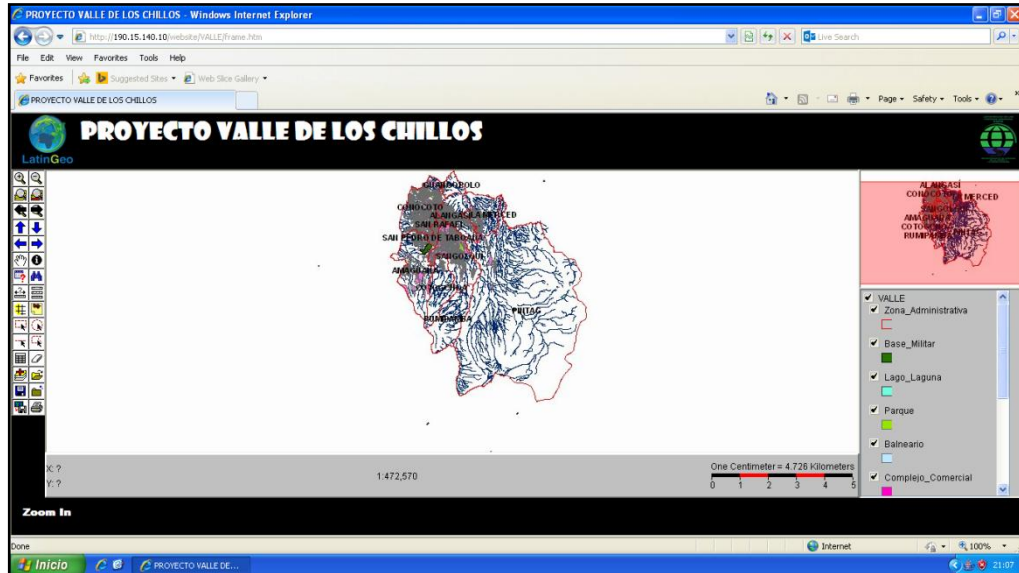 PROYECTO VALLE DE LOS CHILLOS - Windows Internet Explorer
http://190.15.140.10/website/VALLE/frame.htm
Live Search
File Edit View Favorites Tools Help
Favorites Suggested Sites Web Slice Gallery
PROYECTO VALLE DE LOS CHILLOS
Page Safety Tools
PROYECTO VALLE DE LOS CHILLOS
LatinGeo
GUANGOPOLO
CONOCOTO
ALANGASI
LA MERCED
SAN RAFAEL
SAN PEDRO DE TABOADA
SANGOLQUI
AMAGUAÑA
COTOGCHOA
RUMIPAMBA
PINTAG
ALANGASÍ
MERCED
VALLE
Zona_Administrativa
Base_Militar
Lago_Laguna
Parque
Balneario
Complejo_Comercial
X: ?
Y: ?
1:472,570
One Centimeter = 4.726 Kilometers
0 1 2 3 4 5
Zoom In
Done
Internet
100%
Inicio
PROYECTO VALLE DE...
21:07